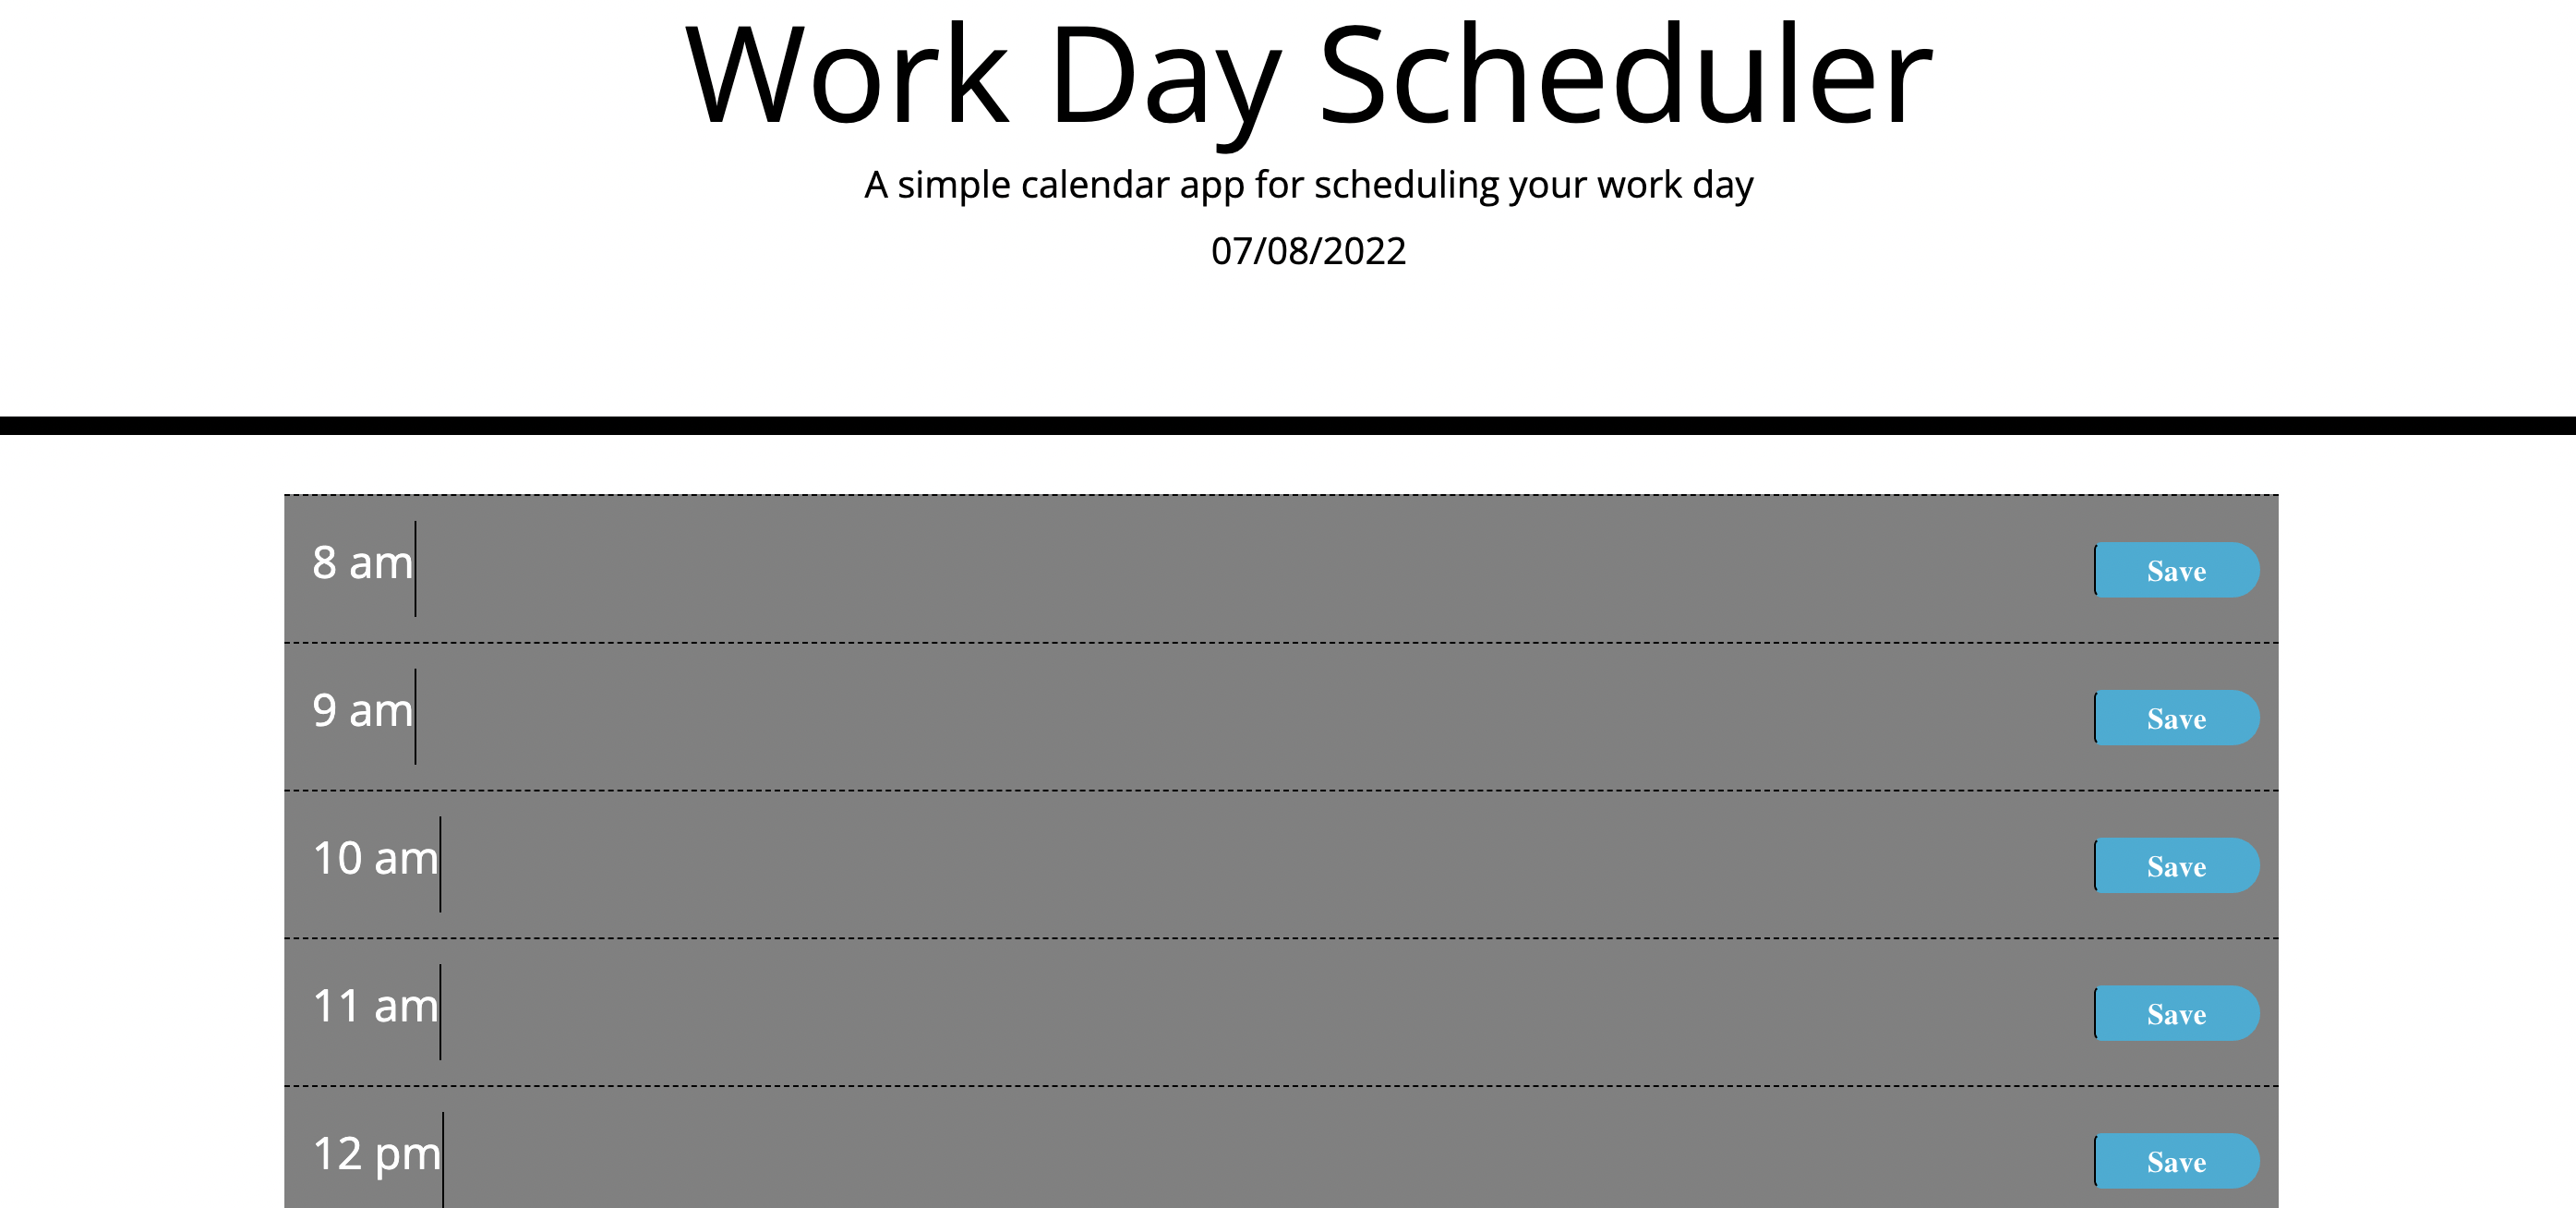 Work Day Scheduler
A simple calendar app for scheduling your work day
07/08/2022
8 am Save
9 am Save
10 am Save
11 am Save
12 pm Save